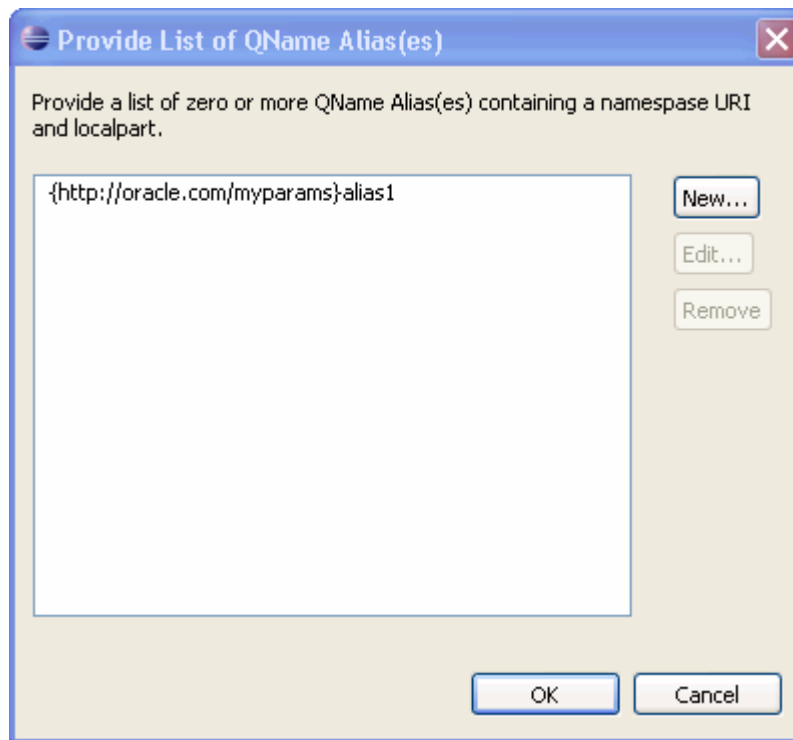 Provide List of QName Alias(es)
Provide a list of zero or more QName Alias(es) containing a namespase URI
and localpart.
{http://oracle.com/myparams}alias1
New...
Edit...
Remove
OK
Cancel